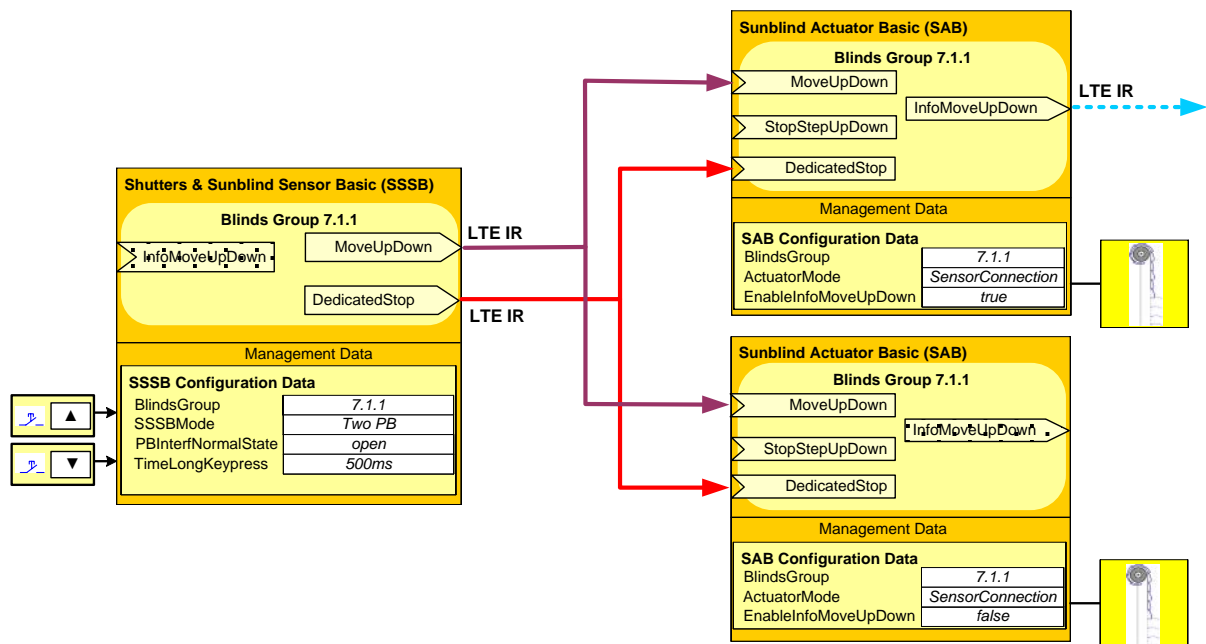 Sunblind Actuator Basic (SAB)
Blinds Group 7.1.1
MoveUpDown
InfoMoveUpDown
LTE IR
StopStepUpDown
DedicatedStop
Management Data
SAB Configuration Data
BlindsGroup 7.1.1
ActuatorMode SensorConnection
EnableInfoMoveUpDown true
Shutters & Sunblind Sensor Basic (SSSB)
Blinds Group 7.1.1
InfoMoveUpDown
MoveUpDown
LTE IR
DedicatedStop
LTE IR
Management Data
SSSB Configuration Data
BlindsGroup 7.1.1
SSSBMode Two PB
PBInterfNormalState open
TimeLongKeypress 500ms
Sunblind Actuator Basic (SAB)
Blinds Group 7.1.1
MoveUpDown
InfoMoveUpDown
StopStepUpDown
DedicatedStop
Management Data
SAB Configuration Data
BlindsGroup 7.1.1
ActuatorMode SensorConnection
EnableInfoMoveUpDown false